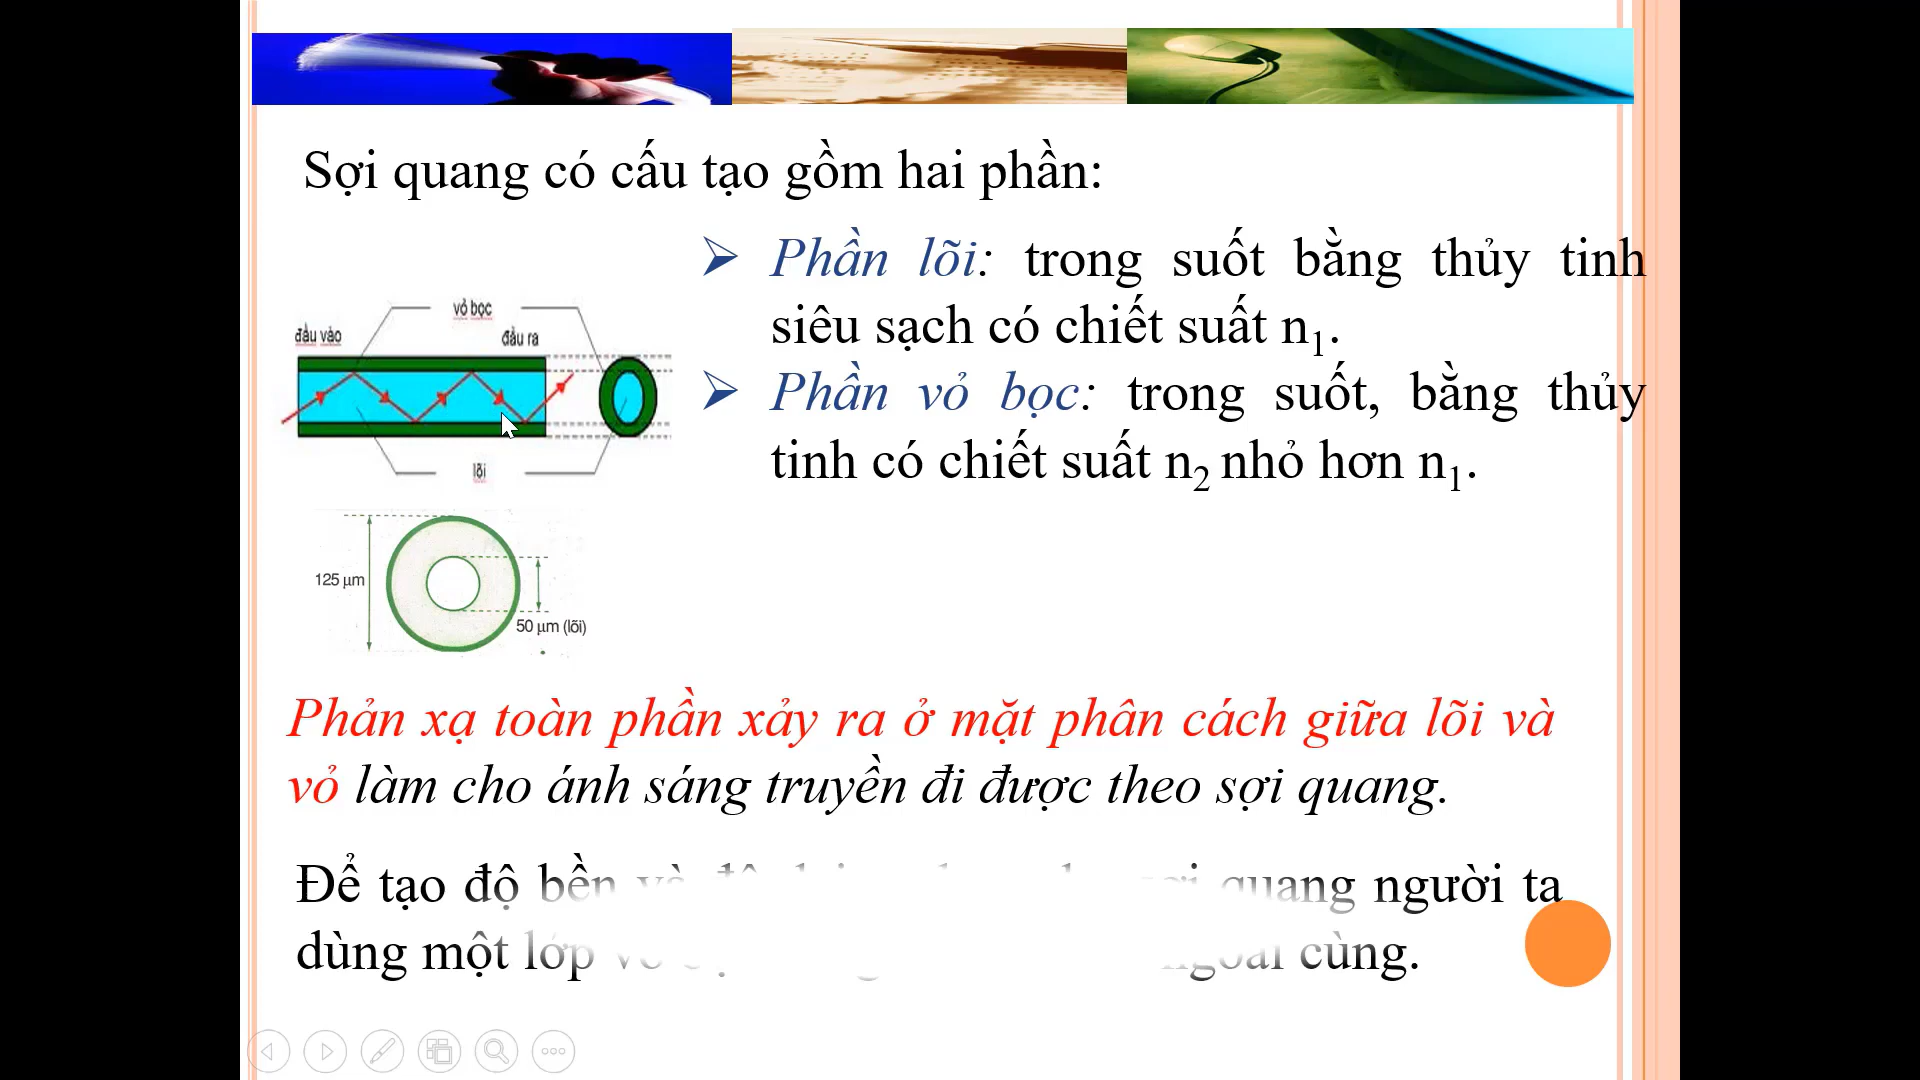 Sợi quang có cấu tạo gồm hai phần:
➢ Phần lõi: trong suốt bằng thủy tinh
siêu sạch có chiết suất n₁.
➢ Phần vỏ bọc: trong suốt, bằng thủy
tinh có chiết suất n₂ nhỏ hơn n₁.
vỏ bọc
đầu vào
đầu ra
lõi
125 µm
50 µm (lõi)
Phản xạ toàn phần xảy ra ở mặt phân cách giữa lõi và
vỏ làm cho ánh sáng truyền đi được theo sợi quang.
Để tạo độ bền và quang người ta
dùng một lớp ngoài cùng.